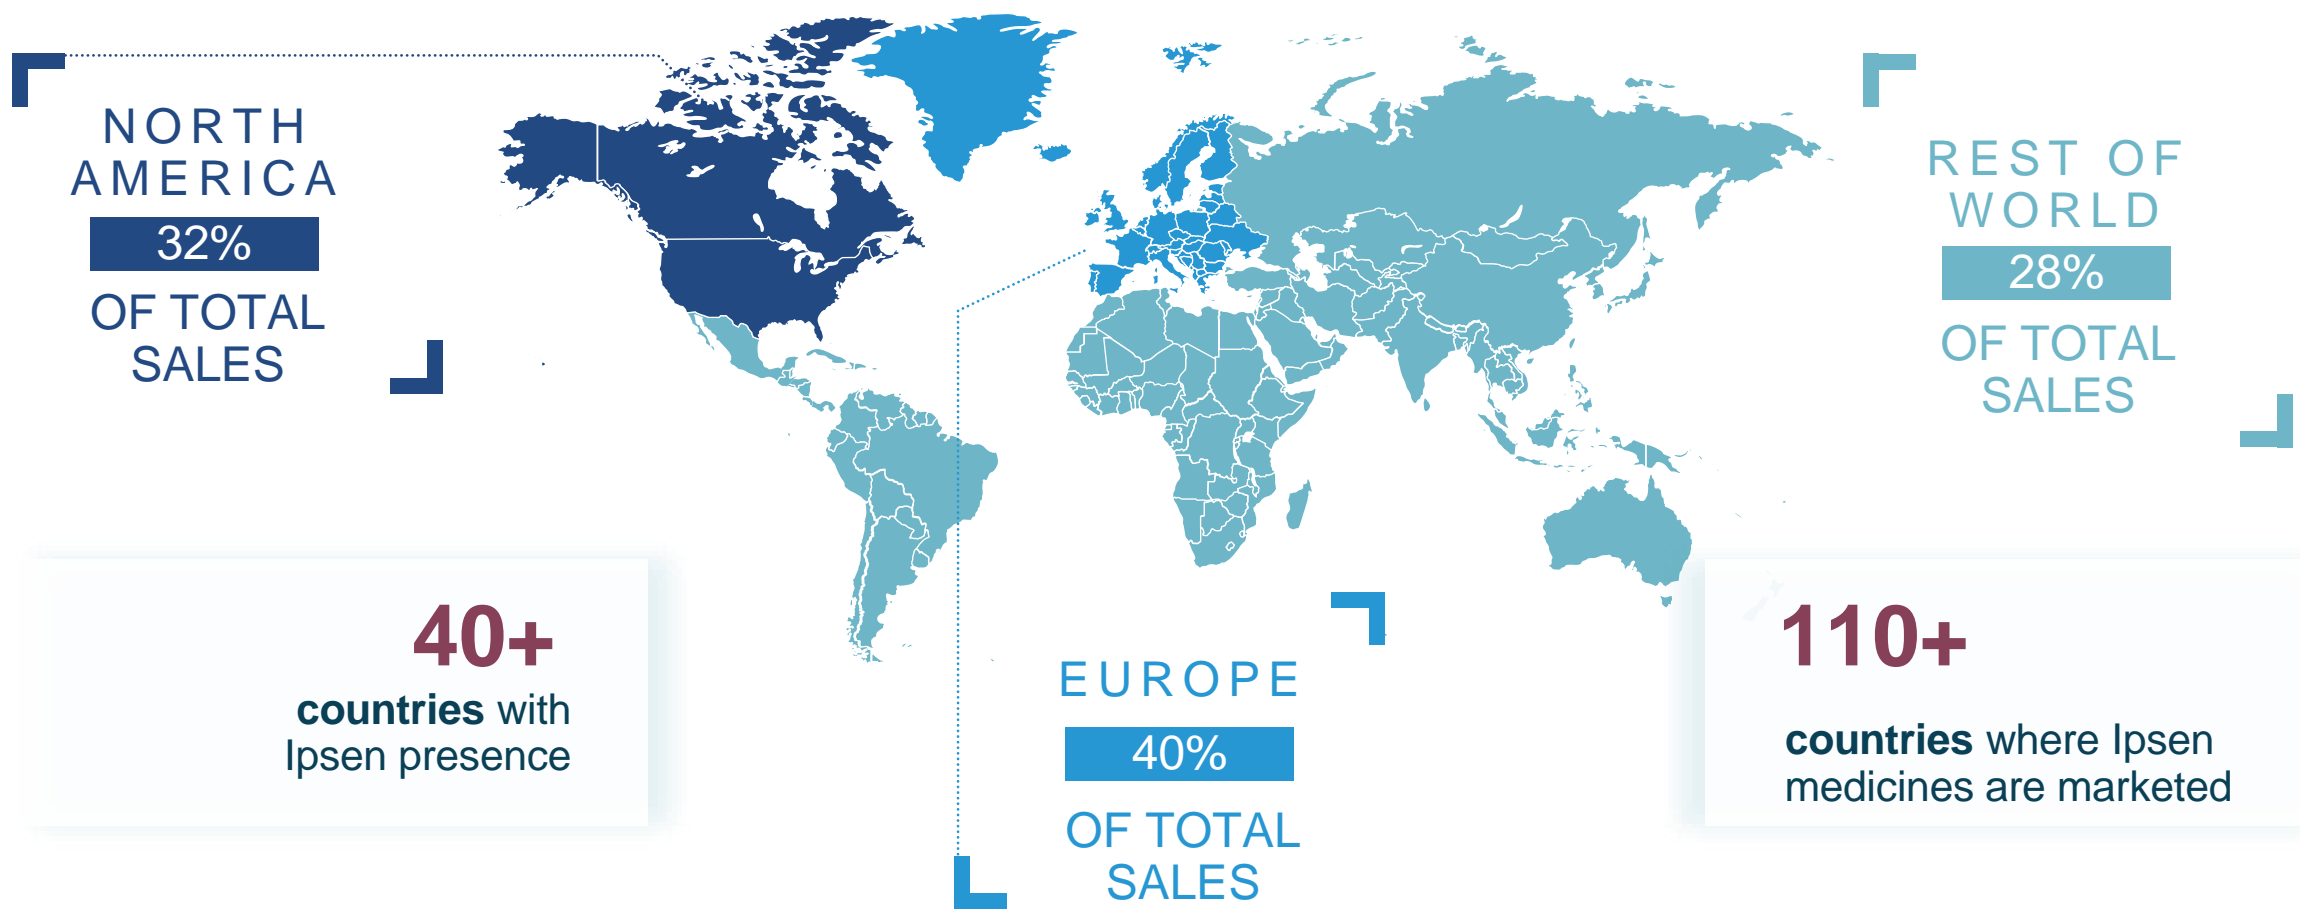 NORTH
AMERICA
32%
OF TOTAL
SALES
REST OF
WORLD
28%
OF TOTAL
SALES
40+
countries with
Ipsen presence
EUROPE
40%
OF TOTAL
SALES
110+
countries where Ipsen
medicines are marketed